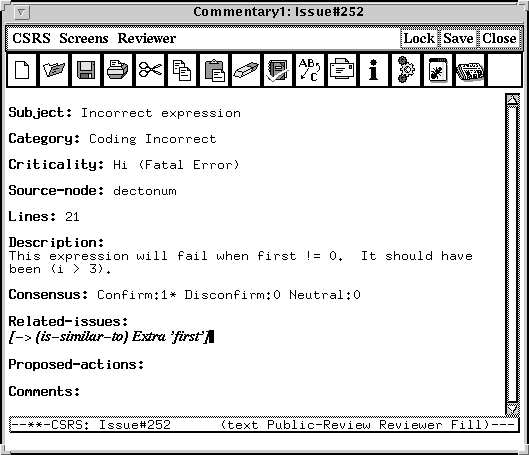 Commentary1: Issue#252
CSRS Screens Reviewer Lock Save Close
AB
C
i
Subject: Incorrect expression
Category: Coding Incorrect
Criticality: Hi (Fatal Error)
Source-node: dectonum
Lines: 21
Description:
This expression will fail when first != 0.  It should have
been (i > 3).
Consensus: Confirm:1* Disconfirm:0 Neutral:0
Related-issues:
[-> (is-similar-to) Extra 'first']
Proposed-actions:
Comments:
--**-CSRS: Issue#252      (text Public-Review Reviewer Fill)---